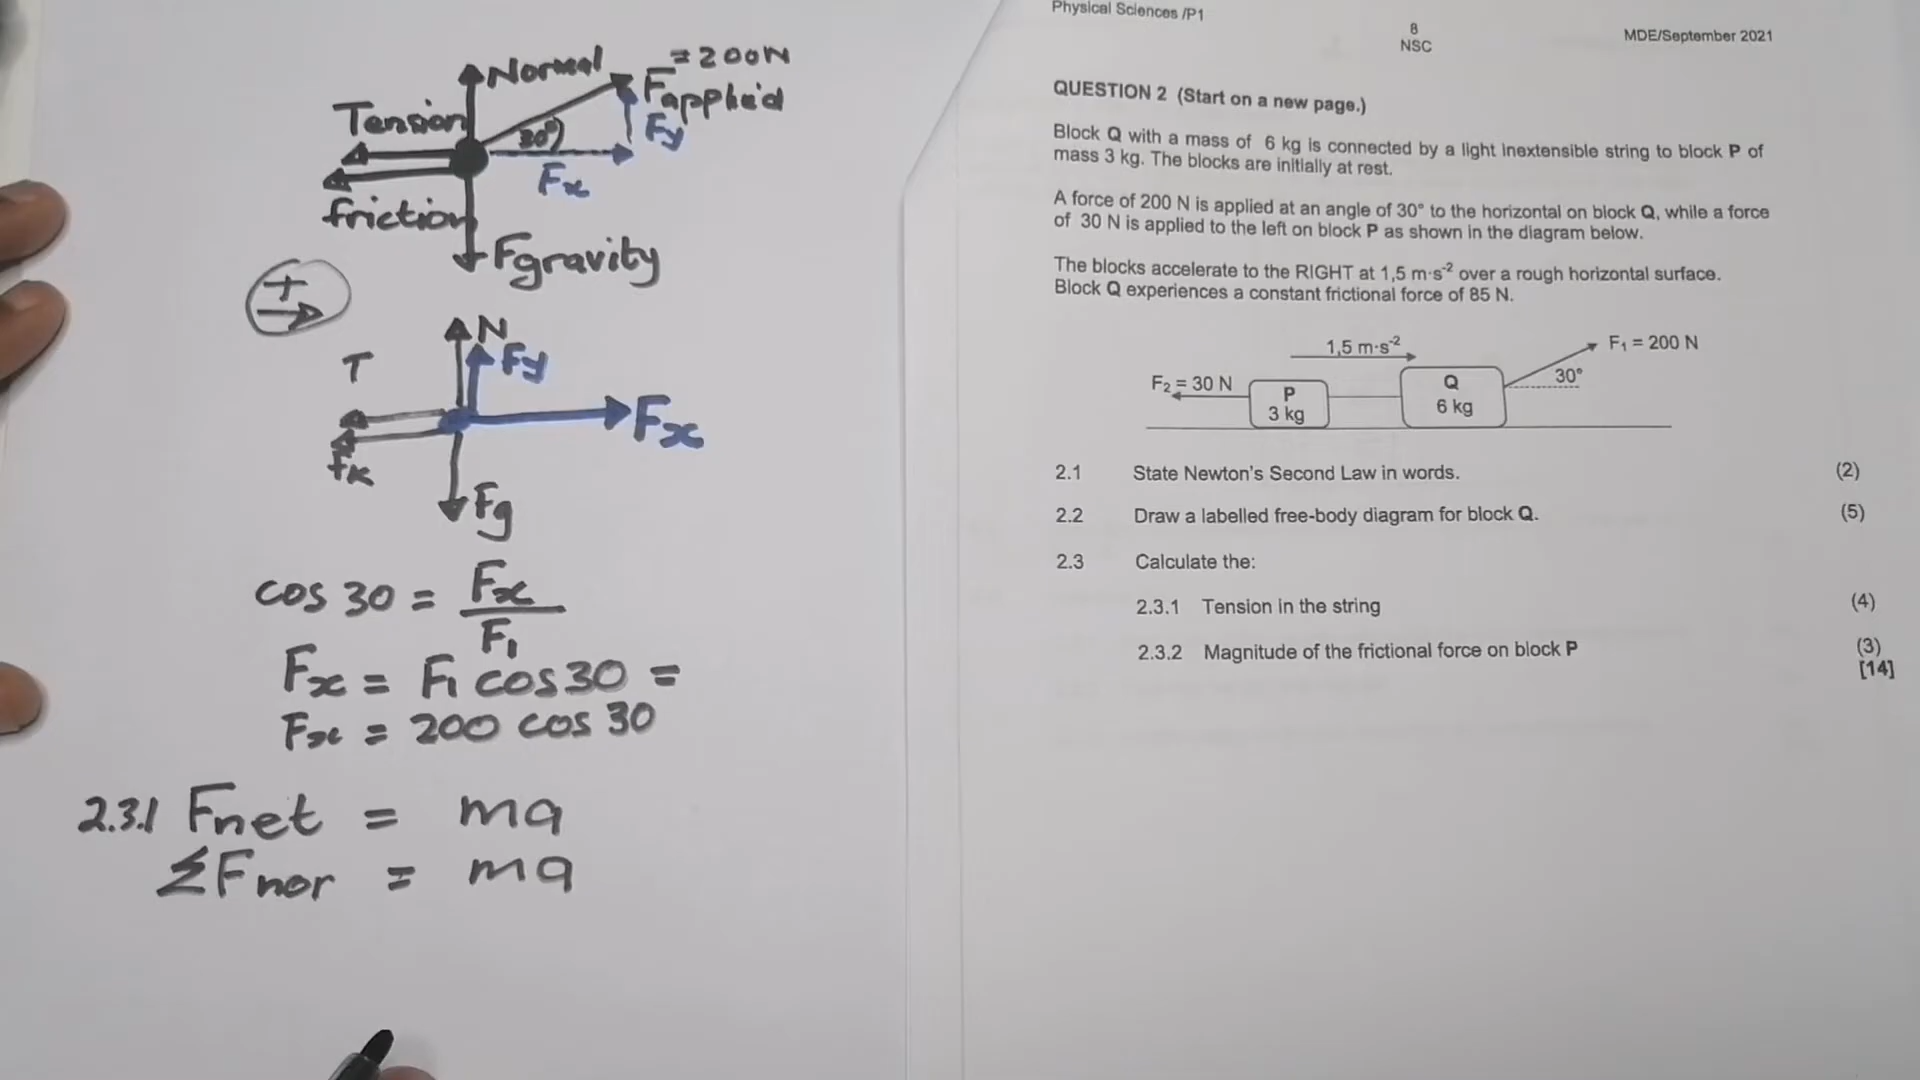 Normal
= 200N
Fapplied
Tension
30°
Fy
Fx
friction
Fgravity
+
N
Fy
T
Fx
fk
Fg
cos 30 = Fx / F₁
Fx = F₁ cos 30 =
Fx = 200 cos 30
2.3.1 Fnet = ma
ΣFhor = ma
Physical Sciences /P1
8
NSC
MDE/September 2021
QUESTION 2 (Start on a new page.)
Block Q with a mass of 6 kg is connected by a light inextensible string to block P of
mass 3 kg. The blocks are initially at rest.
A force of 200 N is applied at an angle of 30° to the horizontal on block Q, while a force
of 30 N is applied to the left on block P as shown in the diagram below.
The blocks accelerate to the RIGHT at 1,5 m·s⁻² over a rough horizontal surface.
Block Q experiences a constant frictional force of 85 N.
1,5 m·s⁻²
F₁ = 200 N
30°
F₂ = 30 N
P
3 kg
Q
6 kg
2.1 State Newton's Second Law in words. (2)
2.2 Draw a labelled free-body diagram for block Q. (5)
2.3 Calculate the:
2.3.1 Tension in the string (4)
2.3.2 Magnitude of the frictional force on block P (3)
[14]